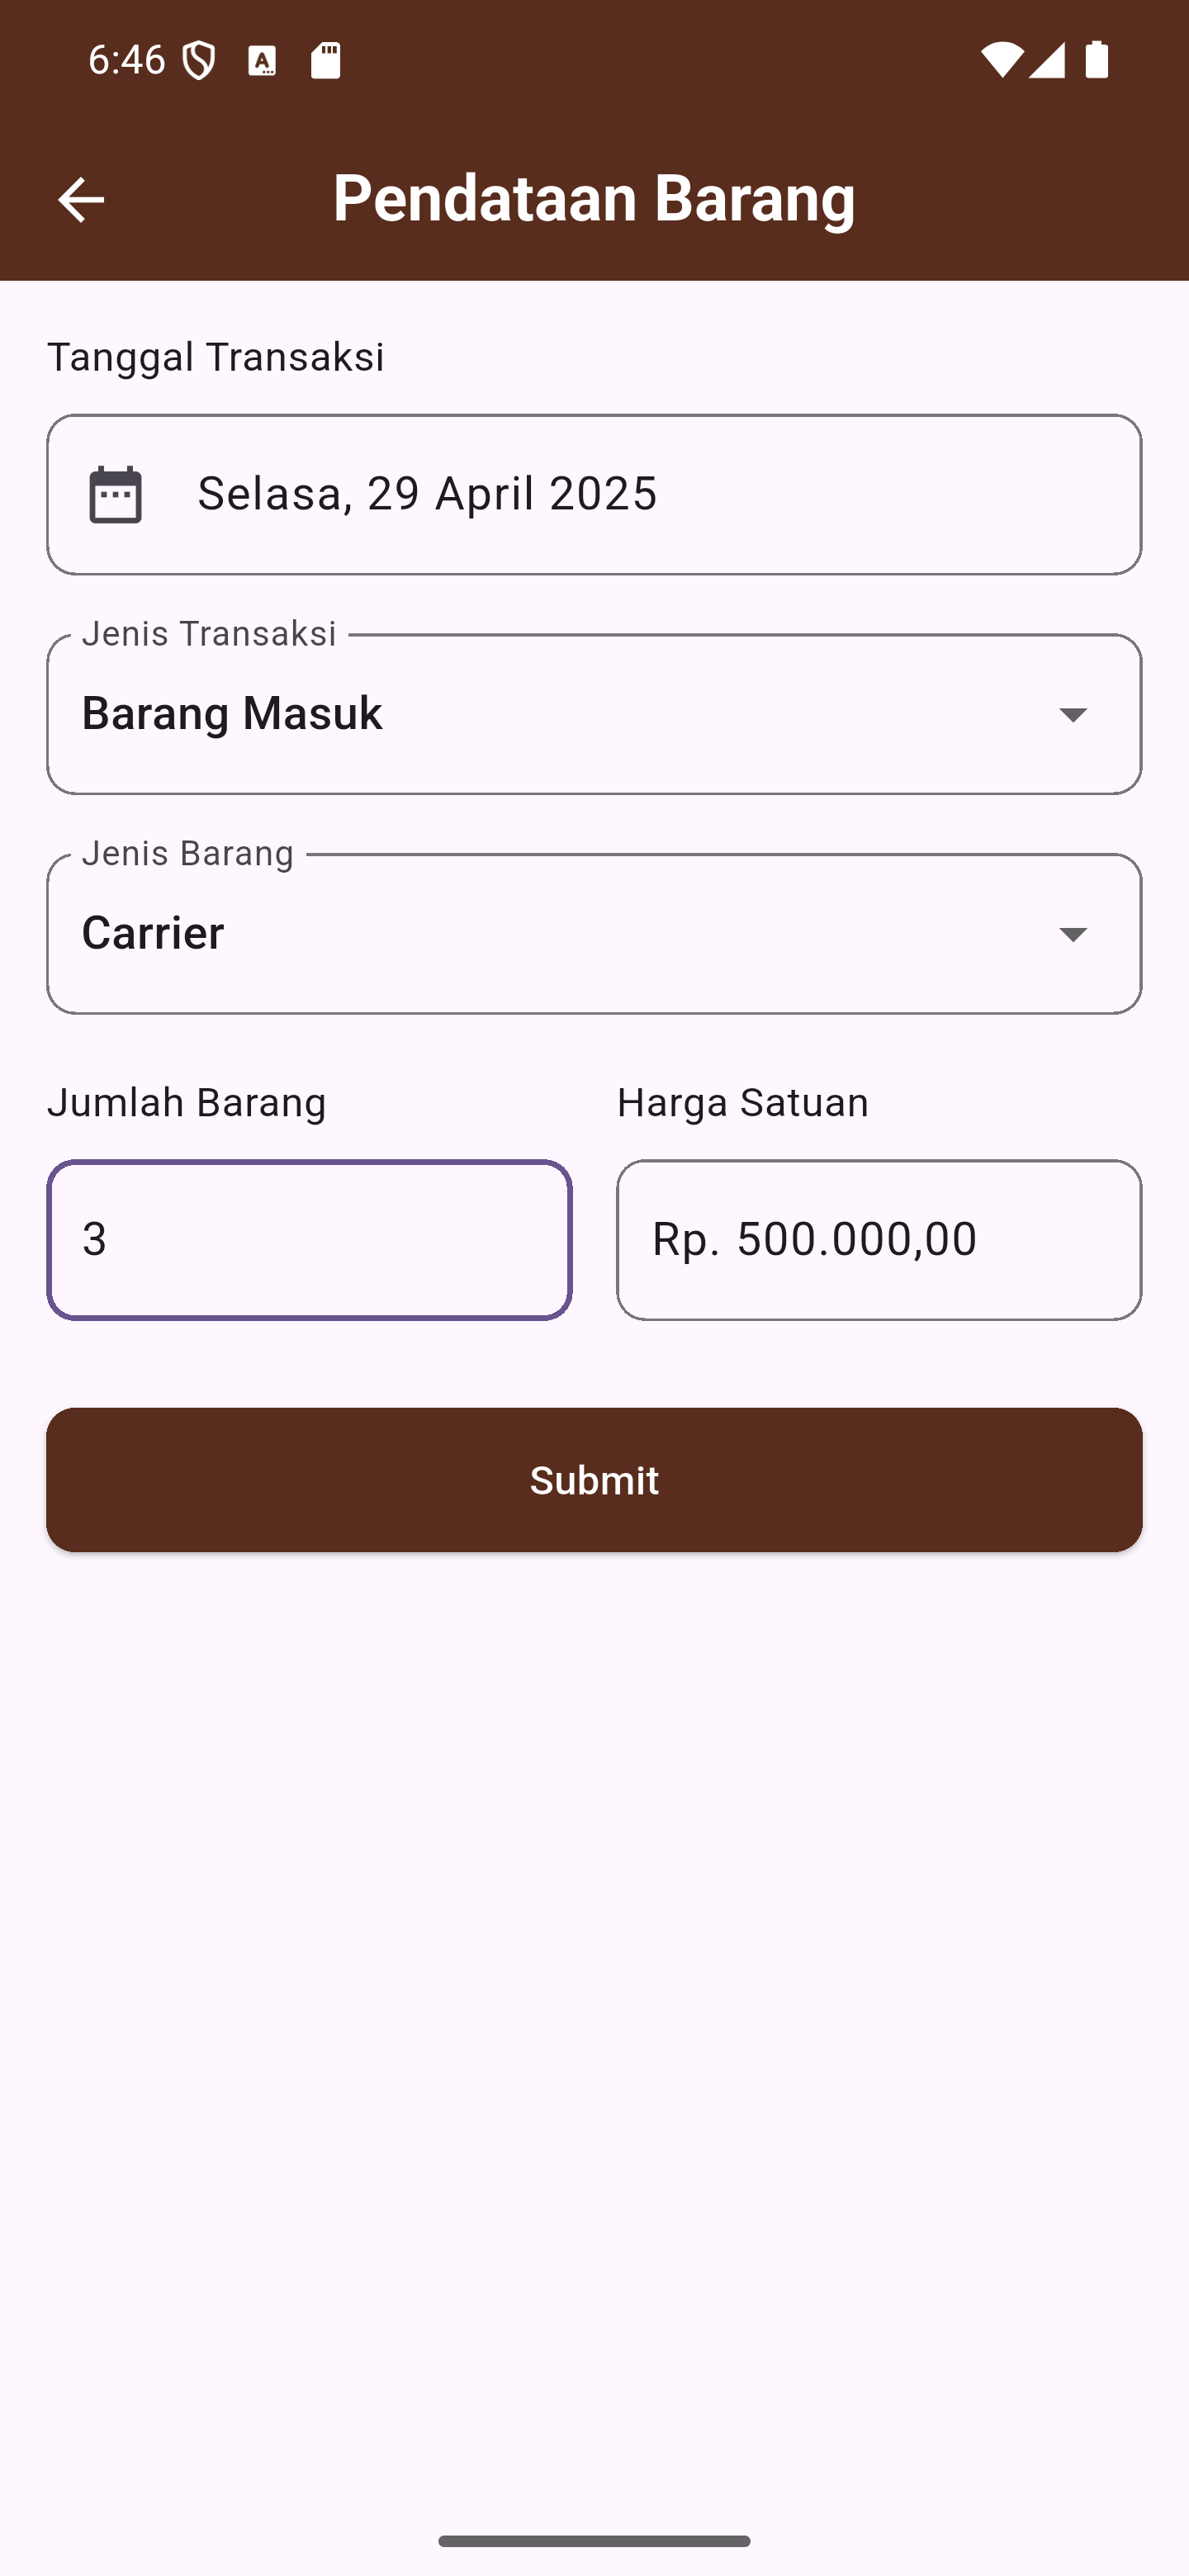 6:46
Pendataan Barang
Tanggal Transaksi
Selasa, 29 April 2025
Jenis Transaksi
Barang Masuk
Jenis Barang
Carrier
Jumlah Barang
Harga Satuan
3
Rp. 500.000,00
Submit